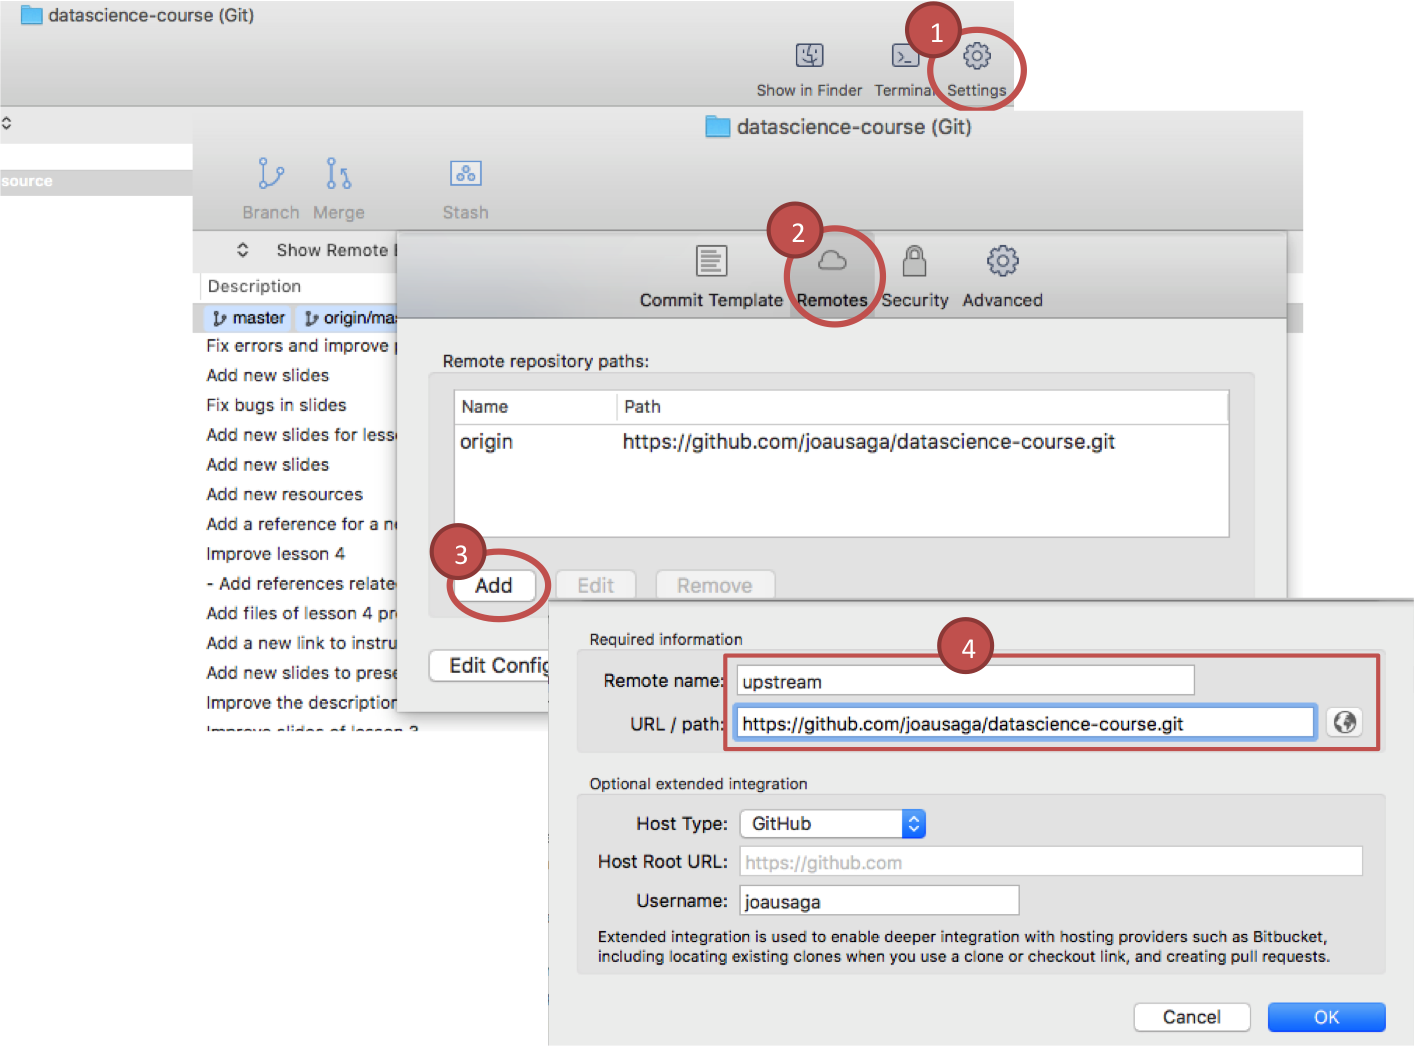 datascience-course (Git)
1
Show in Finder Terminal Settings
source
datascience-course (Git)
Branch Merge Stash
2
Show Remote
Commit Template Remotes Security Advanced
Description
master origin/mas
Fix errors and improve
Add new slides
Fix bugs in slides
Add new slides for less
Add new slides
Add new resources
Add a reference for a ne
Improve lesson 4
- Add references relate
Add files of lesson 4 pr
Add a new link to instru
Add new slides to prese
Improve the description
Improve slides of lesson 3
Remote repository paths:
Name Path
origin https://github.com/joausaga/datascience-course.git
3
Add Edit Remove
Edit Config
Required information
4
Remote name: upstream
URL / path: https://github.com/joausaga/datascience-course.git
Optional extended integration
Host Type: GitHub
Host Root URL: https://github.com
Username: joausaga
Extended integration is used to enable deeper integration with hosting providers such as Bitbucket,
including locating existing clones when you use a clone or checkout link, and creating pull requests.
Cancel OK